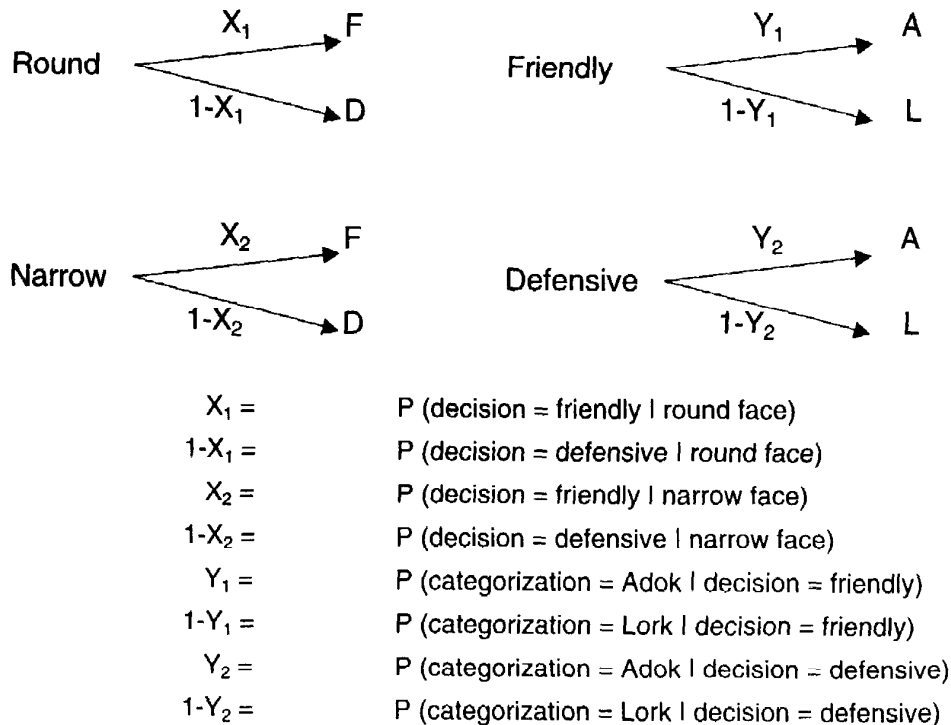 X₁ F
Round
1-X₁ D
Y₁ A
Friendly
1-Y₁ L
X₂ F
Narrow
1-X₂ D
Y₂ A
Defensive
1-Y₂ L
X₁ = P (decision = friendly | round face)
1-X₁ = P (decision = defensive | round face)
X₂ = P (decision = friendly | narrow face)
1-X₂ = P (decision = defensive | narrow face)
Y₁ = P (categorization = Adok | decision = friendly)
1-Y₁ = P (categorization = Lork | decision = friendly)
Y₂ = P (categorization = Adok | decision = defensive)
1-Y₂ = P (categorization = Lork | decision = defensive)